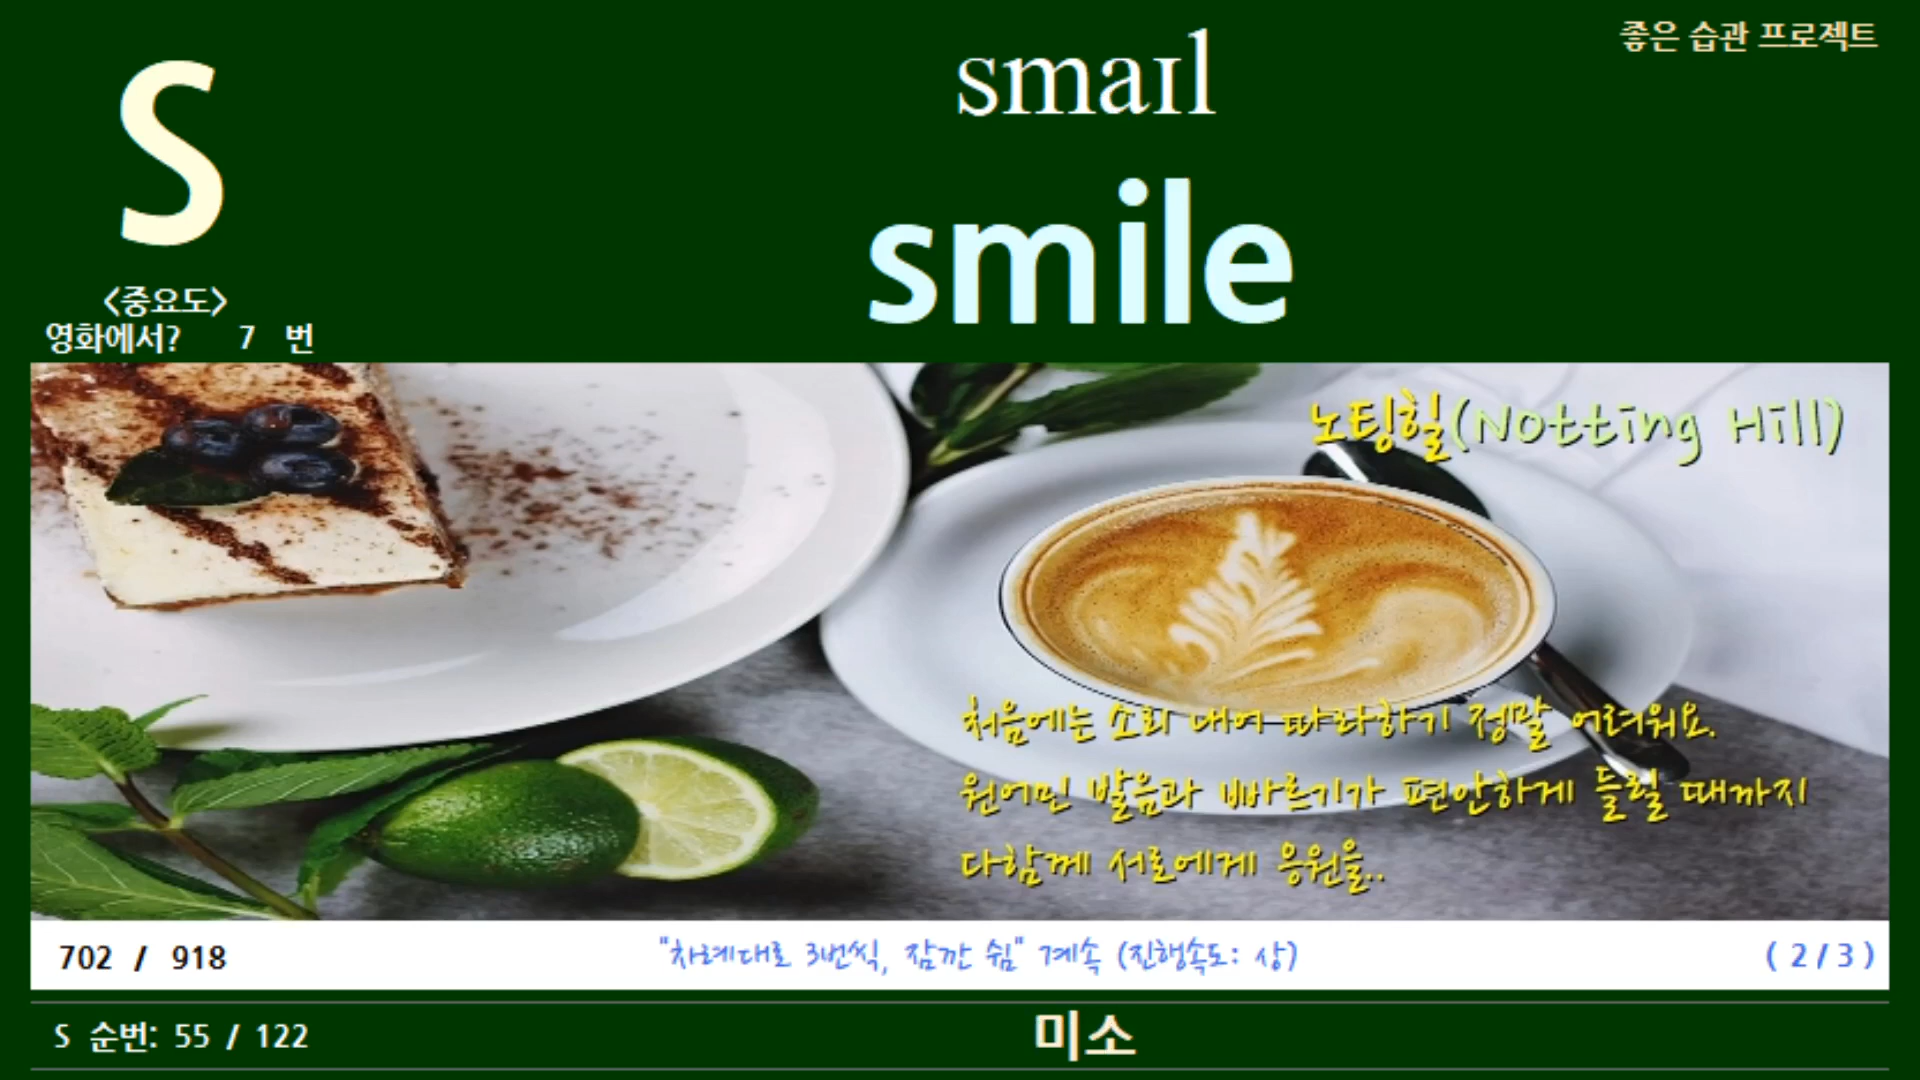 좋은 습관 프로젝트
S
smaıl
smile
<중요도>
영화에서? 7 번
노팅힐(Notting Hill)
처음에는 소리 내어 따라하기 정말 어려워요.
원어민 발음과 빠르기가 편안하게 들릴 때까지
다함께 서로에게 응원을..
702 / 918
"차례대로 3번씩, 잠깐 쉼" 계속 (진행속도: 상)
( 2 / 3 )
S 순번: 55 / 122
미소